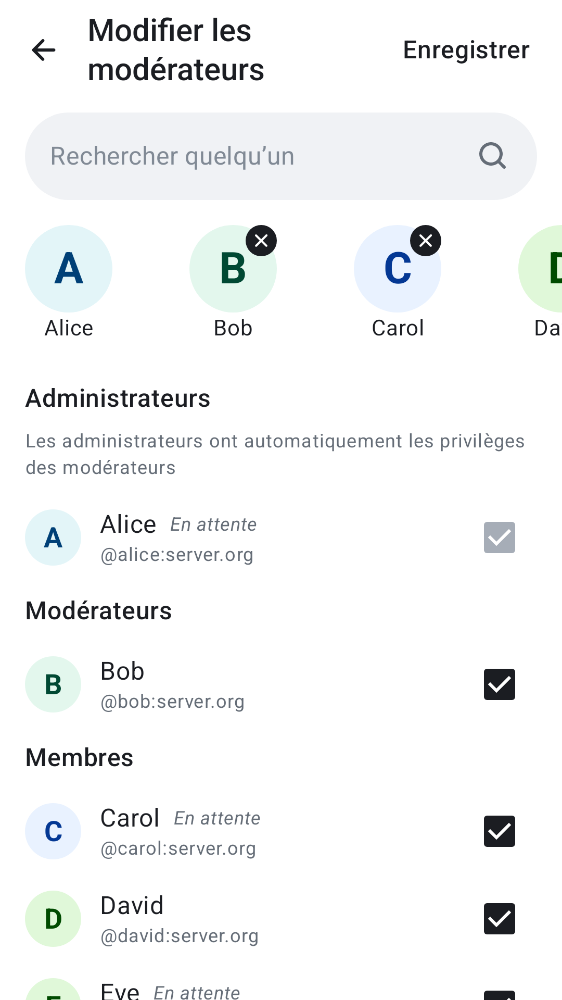 Modifier les
modérateurs
Enregistrer
Rechercher quelqu’un
A
B
C
D
Alice
Bob
Carol
Da
Administrateurs
Les administrateurs ont automatiquement les privilèges
des modérateurs
A
Alice En attente
@alice:server.org
Modérateurs
B
Bob
@bob:server.org
Membres
C
Carol En attente
@carol:server.org
D
David
@david:server.org
E
Eve En attente